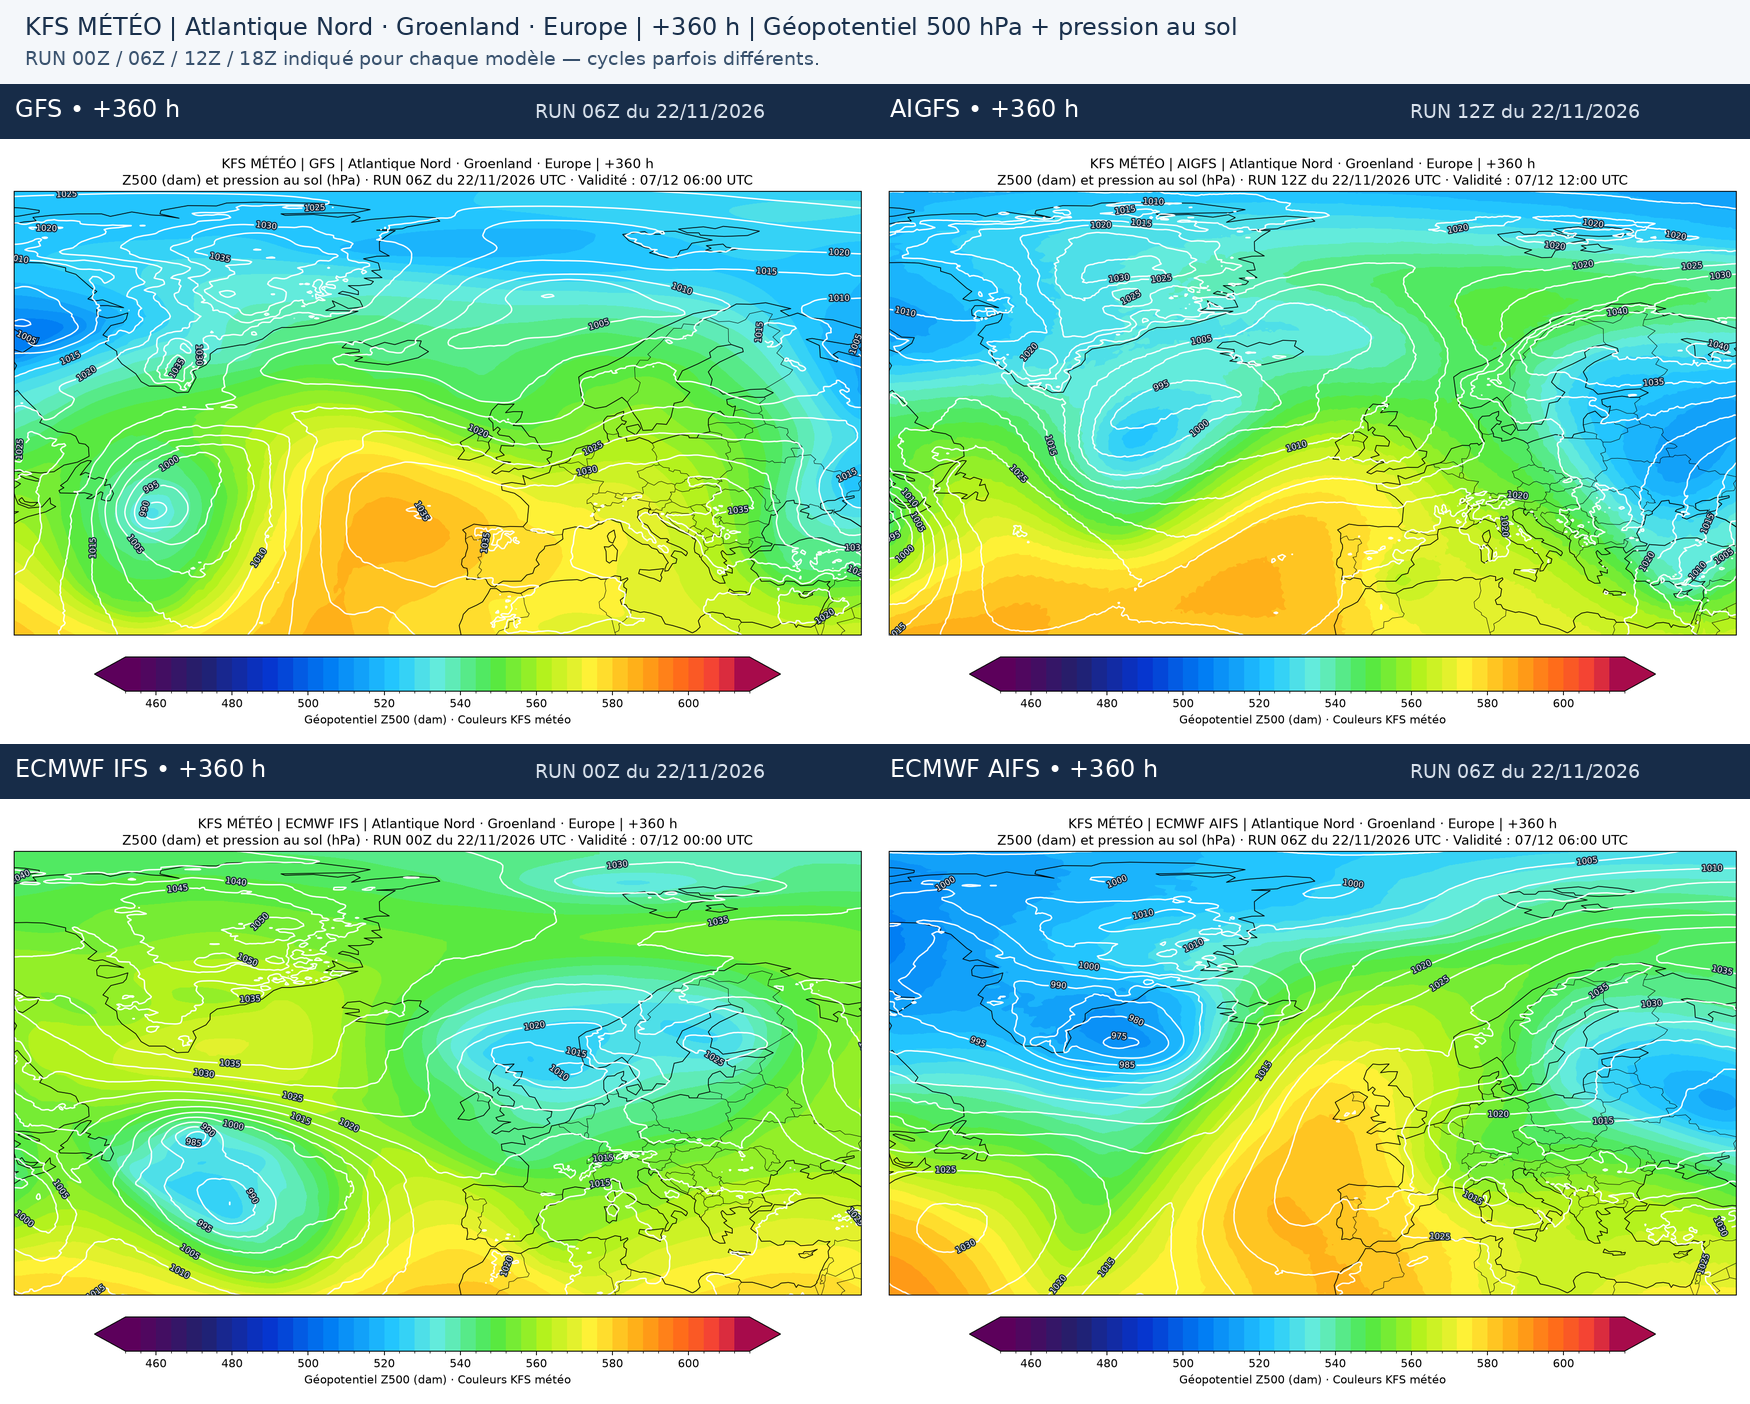 KFS MÉTÉO | Atlantique Nord · Groenland · Europe | +360 h | Géopotentiel 500 hPa + pression au sol
RUN 00Z / 06Z / 12Z / 18Z indiqué pour chaque modèle — cycles parfois différents.
GFS • +360 h
RUN 06Z du 22/11/2026
KFS MÉTÉO | GFS | Atlantique Nord · Groenland · Europe | +360 h
Z500 (dam) et pression au sol (hPa) · RUN 06Z du 22/11/2026 UTC · Validité : 07/12 06:00 UTC
460 480 500 520 540 560 580 600
Géopotentiel Z500 (dam) · Couleurs KFS météo
AIGFS • +360 h
RUN 12Z du 22/11/2026
KFS MÉTÉO | AIGFS | Atlantique Nord · Groenland · Europe | +360 h
Z500 (dam) et pression au sol (hPa) · RUN 12Z du 22/11/2026 UTC · Validité : 07/12 12:00 UTC
460 480 500 520 540 560 580 600
Géopotentiel Z500 (dam) · Couleurs KFS météo
ECMWF IFS • +360 h
RUN 00Z du 22/11/2026
KFS MÉTÉO | ECMWF IFS | Atlantique Nord · Groenland · Europe | +360 h
Z500 (dam) et pression au sol (hPa) · RUN 00Z du 22/11/2026 UTC · Validité : 07/12 00:00 UTC
460 480 500 520 540 560 580 600
Géopotentiel Z500 (dam) · Couleurs KFS météo
ECMWF AIFS • +360 h
RUN 06Z du 22/11/2026
KFS MÉTÉO | ECMWF AIFS | Atlantique Nord · Groenland · Europe | +360 h
Z500 (dam) et pression au sol (hPa) · RUN 06Z du 22/11/2026 UTC · Validité : 07/12 06:00 UTC
460 480 500 520 540 560 580 600
Géopotentiel Z500 (dam) · Couleurs KFS météo